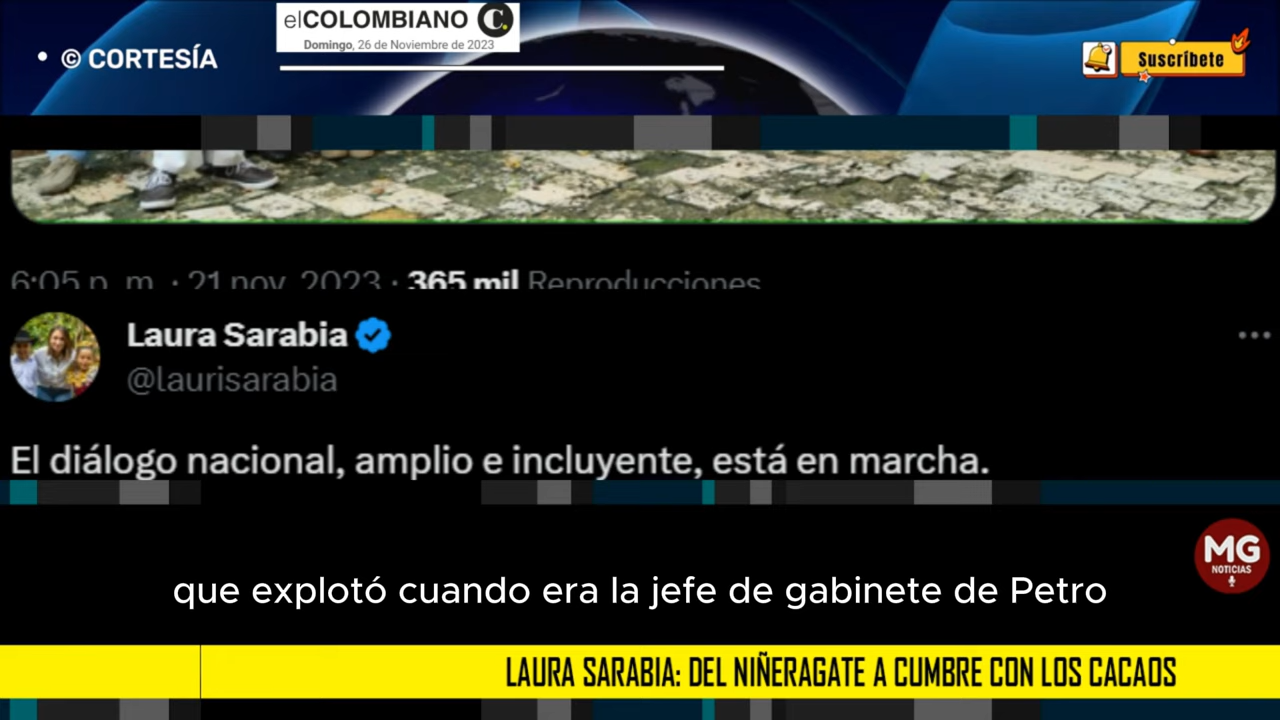 elCOLOMBIANO C.
Domingo, 26 de Noviembre de 2023
• © CORTESÍA
Suscríbete
6:05 p. m. · 21 nov. 2023 · 365 mil Reproducciones
Laura Sarabia
@laurisarabia
El diálogo nacional, amplio e incluyente, está en marcha.
MG
NOTICIAS
que explotó cuando era la jefe de gabinete de Petro
LAURA SARABIA: DEL NIÑERAGATE A CUMBRE CON LOS CACAOS